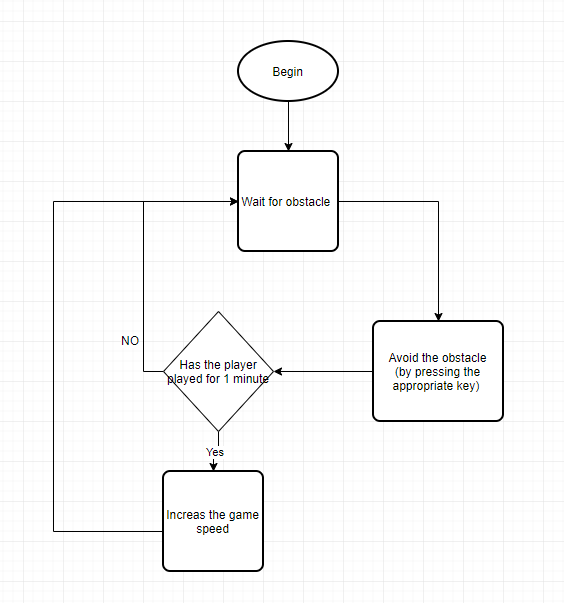 Begin
Wait for obstacle
Avoid the obstacle
(by pressing the
appropriate key)
NO
Has the player
played for 1 minute
Yes
Increas the game
speed